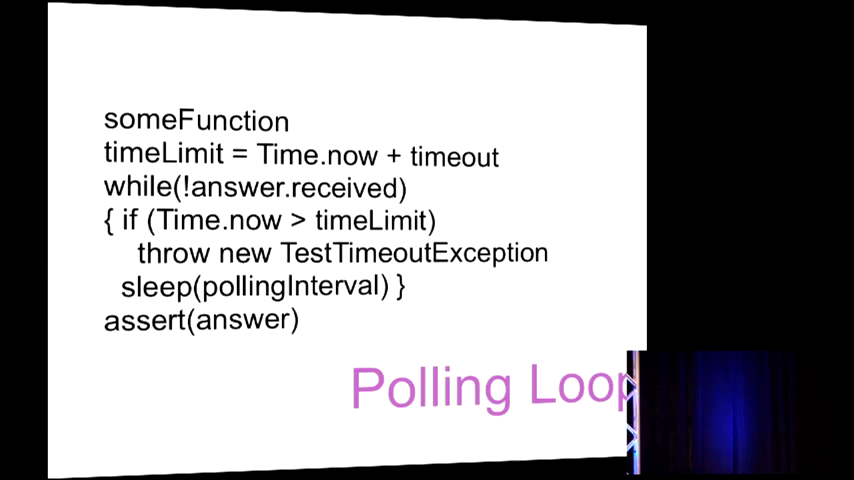 someFunction
timeLimit = Time.now + timeout
while(!answer.received)
{ if (Time.now > timeLimit)
throw new TestTimeoutException
sleep(pollingInterval) }
assert(answer)
Polling Loop